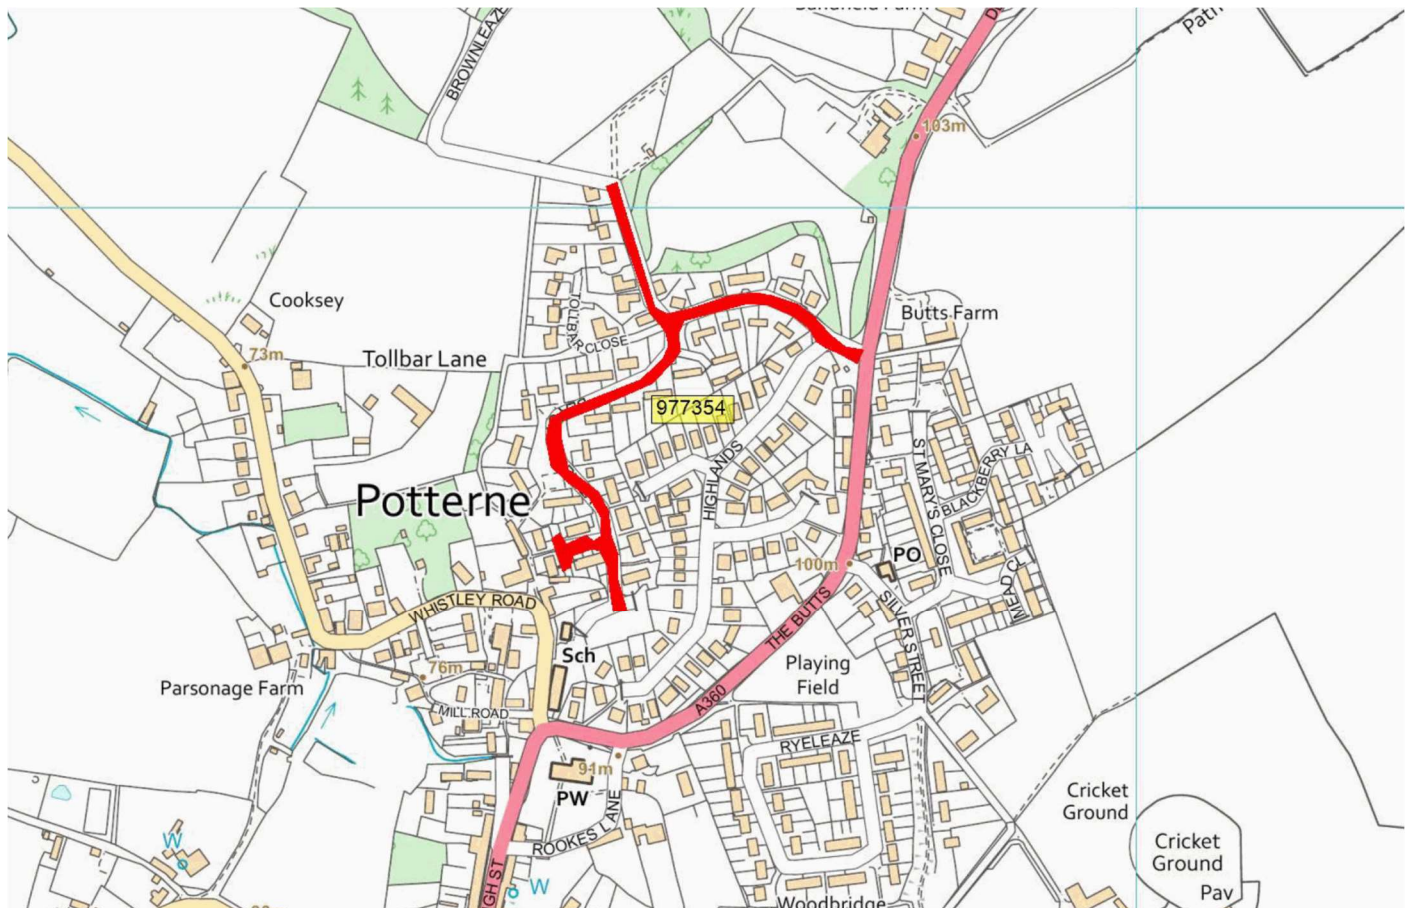 BROWNLEAZE
Path
103m
Cooksey
TOLLBAR CLOSE
Butts Farm
73m
Tollbar Lane
977354
HIGHLANDS
ST MARY'S CLOSE
BLACKBERRY LA
Potterne
PO
100m
MEAD CL
WHISTLEY ROAD
SILVER STREET
THE BUTTS
Sch
76m
Playing
Field
Parsonage Farm
A360
MILL ROAD
RYELEAZE
91m
PW
Cricket
Ground
ROOKES LANE
W
Cricket
Ground
GH ST
W
Pav
Woodbridge